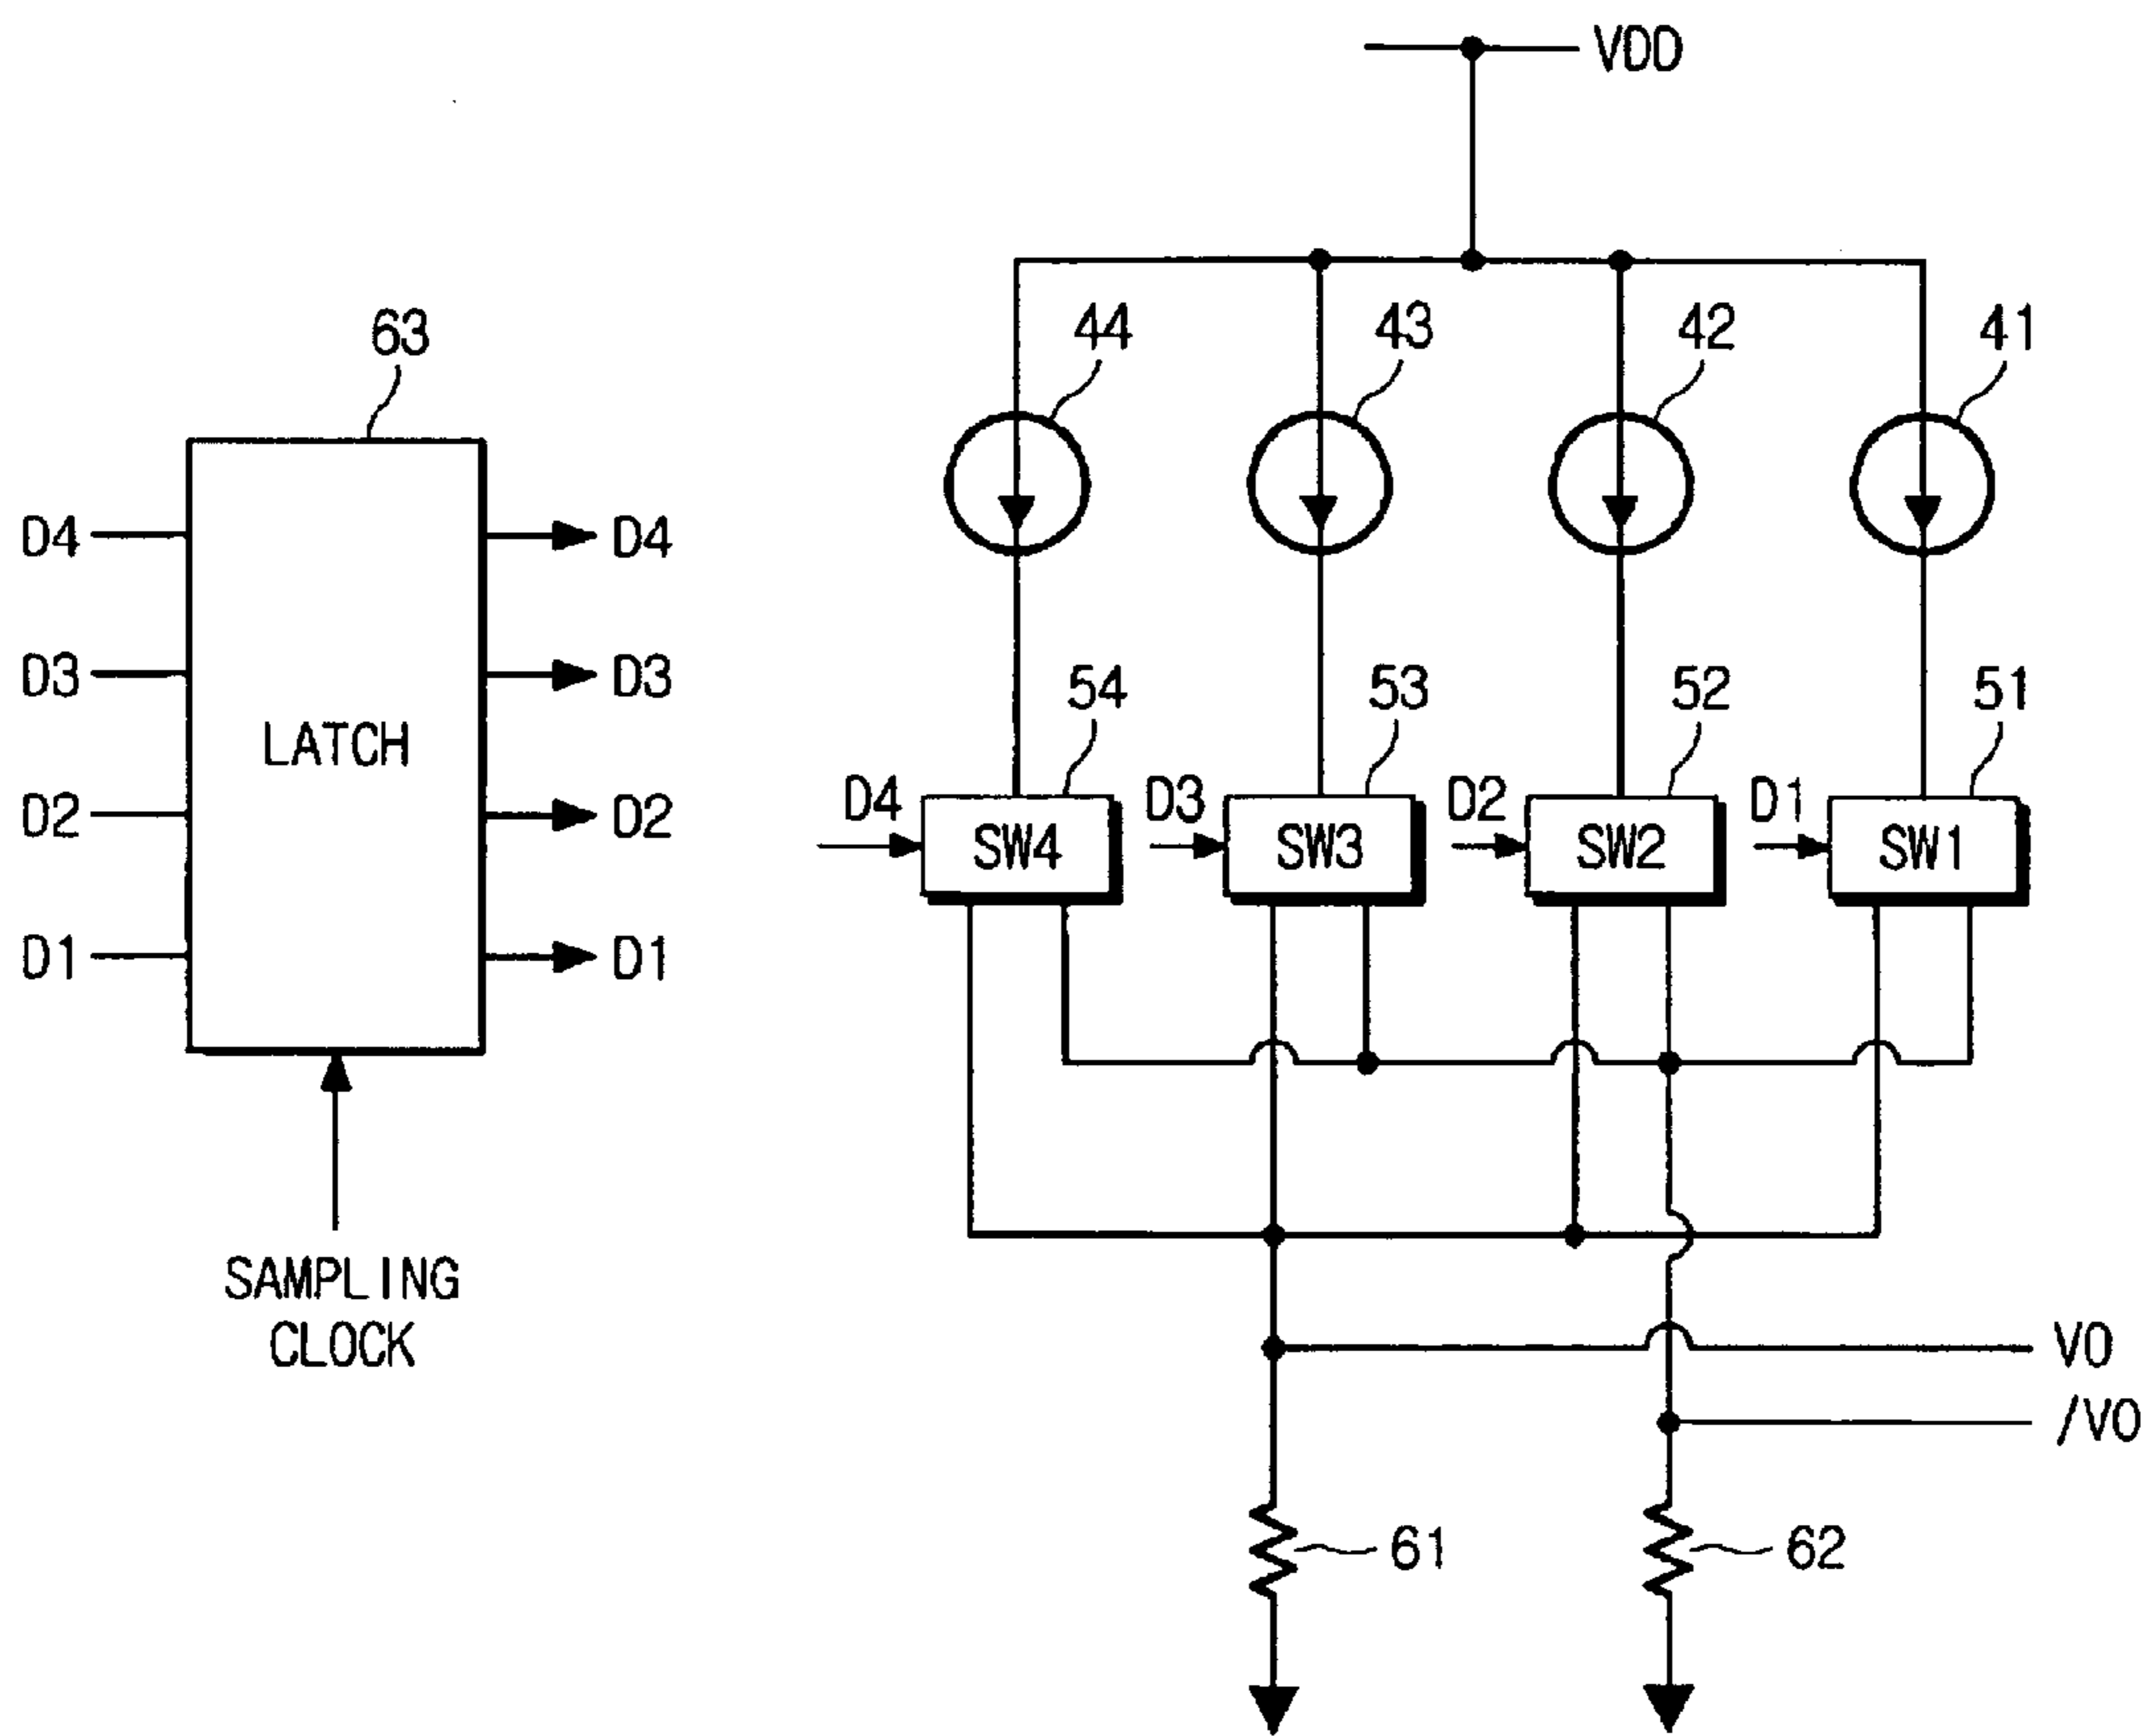 VDD
63
44
43
42
41
D4
D4
D3
D3
LATCH
D2
D2
D1
D1
54
53
52
51
D4
SW4
D3
SW3
D2
SW2
D1
SW1
SAMPLING
CLOCK
VO
/VO
61
62